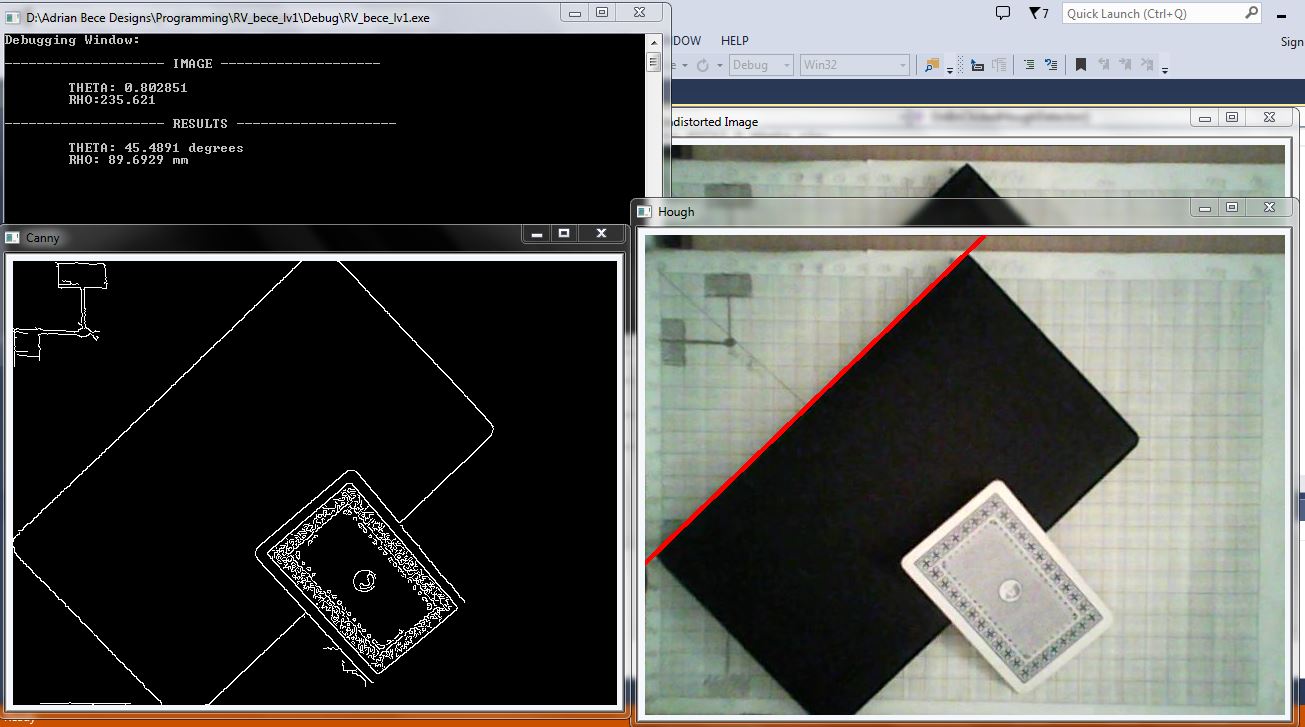 D:\Adrian Bece Designs\Programming\RV_bece_lv1\Debug\RV_bece_lv1.exe
Debugging Window:
-------------------- IMAGE --------------------
THETA: 0.802851
RHO:235.621
-------------------- RESULTS --------------------
THETA: 45.4891 degrees
RHO: 89.6929 mm
7
Quick Launch (Ctrl+Q)
DOW HELP
Sign
Debug
Win32
distorted Image
Hough
Canny
Ready